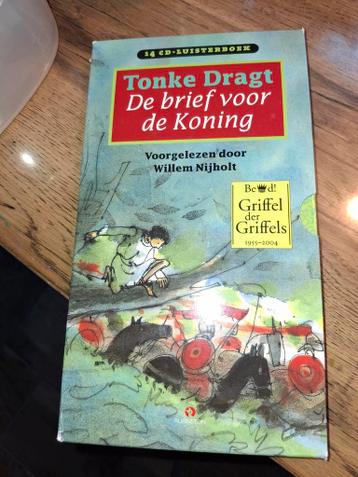 14 CD-LUISTERBOEK
Tonke Dragt
De brief voor
de Koning
Voorgelezen door
Willem Nijholt
Be👑d!
Griffel
der
Griffels
1955-2004